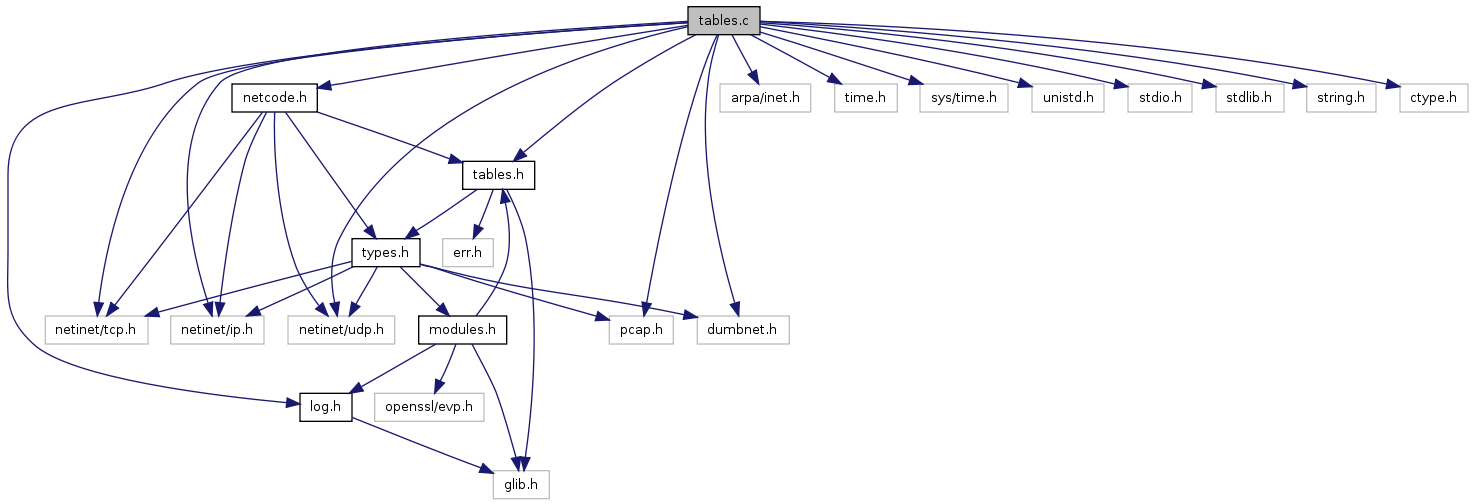 tables.c
netcode.h
arpa/inet.h
time.h
sys/time.h
unistd.h
stdio.h
stdlib.h
string.h
ctype.h
tables.h
types.h
err.h
netinet/tcp.h
netinet/ip.h
netinet/udp.h
modules.h
pcap.h
dumbnet.h
log.h
openssl/evp.h
glib.h